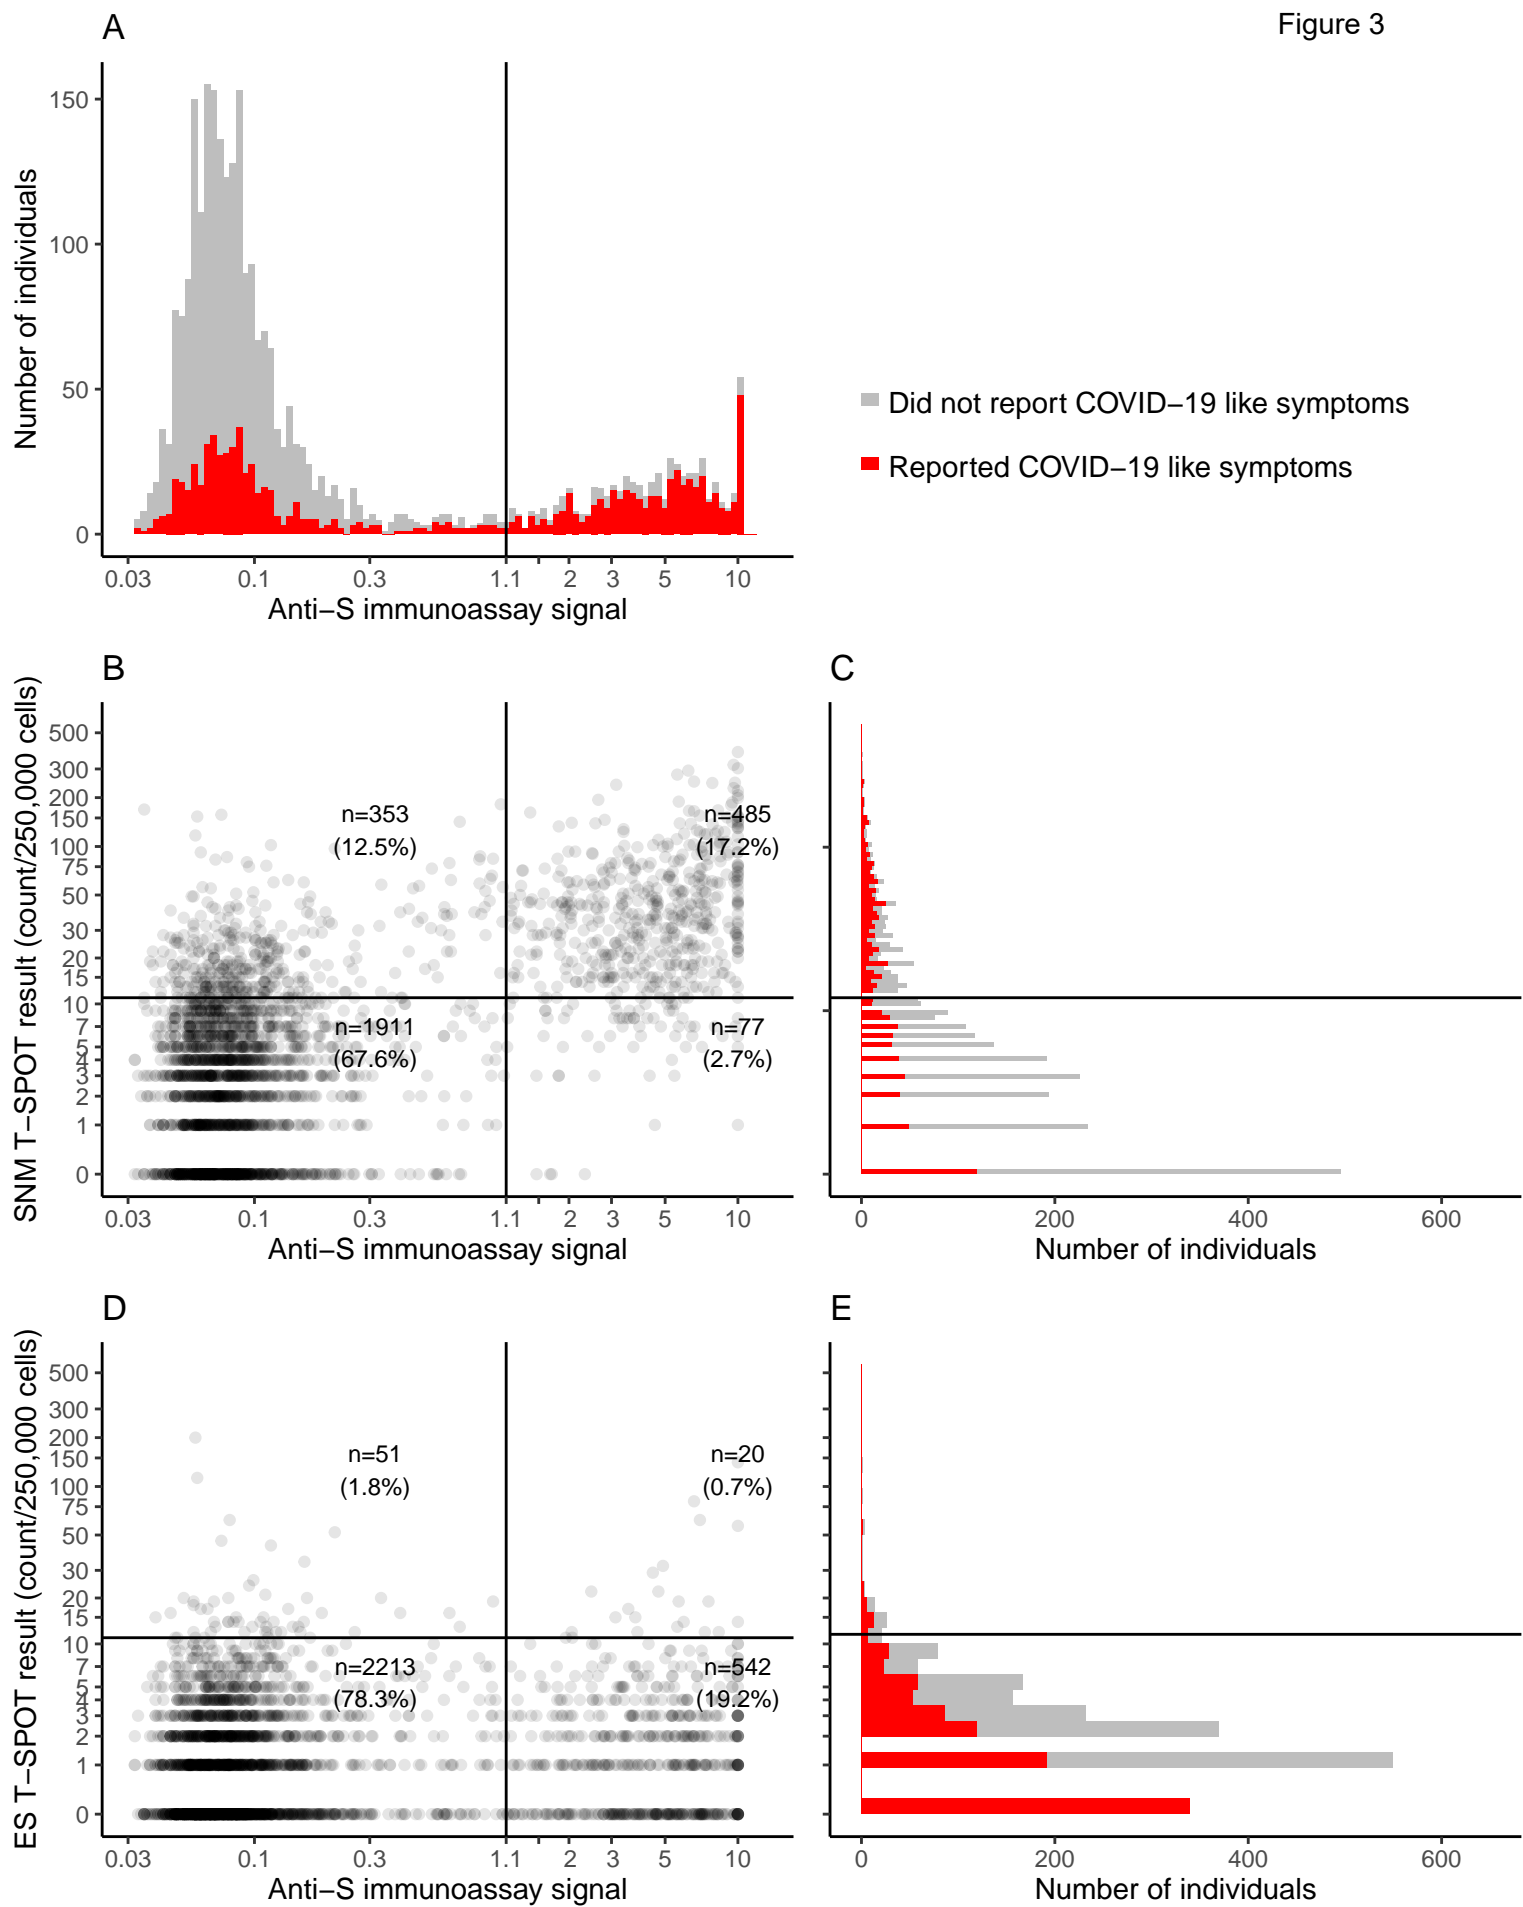 Figure 3
A
Number of individuals
150
100
50
0
0.03 0.1 0.3 1.1 2 3 5 10
Anti−S immunoassay signal
Did not report COVID−19 like symptoms
Reported COVID−19 like symptoms
B
SNM T−SPOT result (count/250,000 cells)
500
300
200
150
100
75
50
30
20
15
10
7
5
4
3
2
1
0
n=353
(12.5%)
n=485
(17.2%)
n=1911
(67.6%)
n=77
(2.7%)
0.03 0.1 0.3 1.1 2 3 5 10
Anti−S immunoassay signal
C
0 200 400 600
Number of individuals
D
ES T−SPOT result (count/250,000 cells)
500
300
200
150
100
75
50
30
20
15
10
7
5
4
3
2
1
0
n=51
(1.8%)
n=20
(0.7%)
n=2213
(78.3%)
n=542
(19.2%)
0.03 0.1 0.3 1.1 2 3 5 10
Anti−S immunoassay signal
E
0 200 400 600
Number of individuals